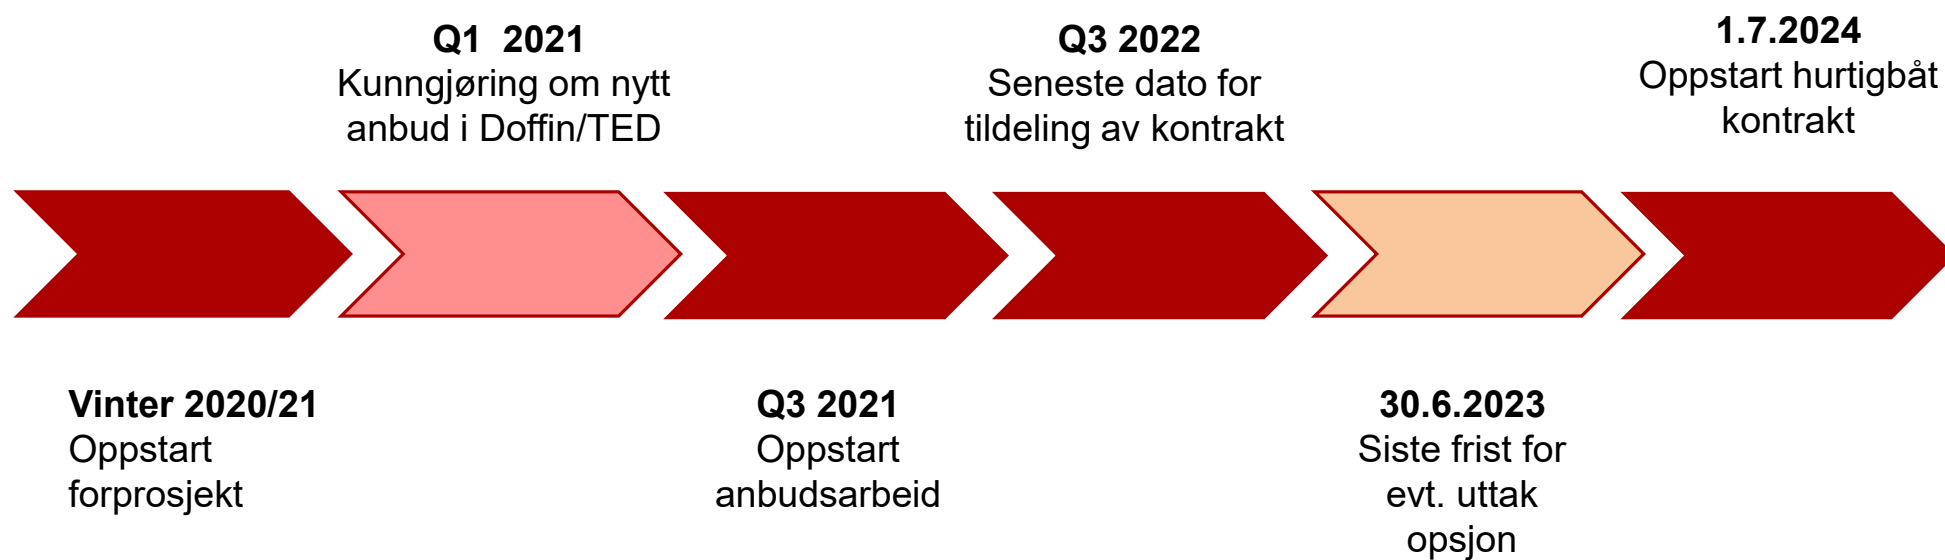 Q1  2021
Kunngjøring om nytt
anbud i Doffin/TED
Q3 2022
Seneste dato for
tildeling av kontrakt
1.7.2024
Oppstart hurtigbåt
kontrakt
Vinter 2020/21
Oppstart
forprosjekt
Q3 2021
Oppstart
anbudsarbeid
30.6.2023
Siste frist for
evt. uttak
opsjon